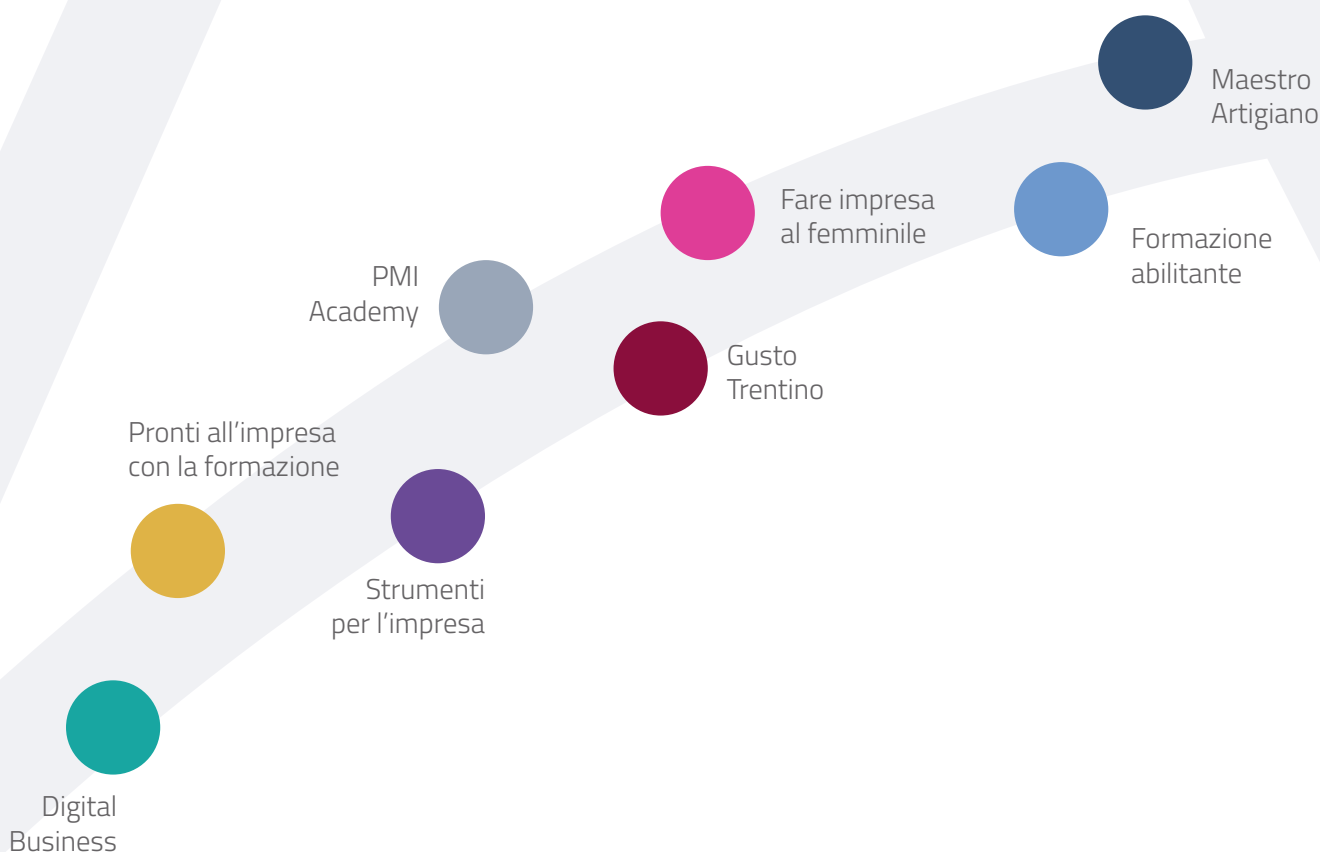 Maestro
Artigiano
Fare impresa
al femminile
Formazione
abilitante
PMI
Academy
Gusto
Trentino
Pronti all’impresa
con la formazione
Strumenti
per l’impresa
Digital
Business